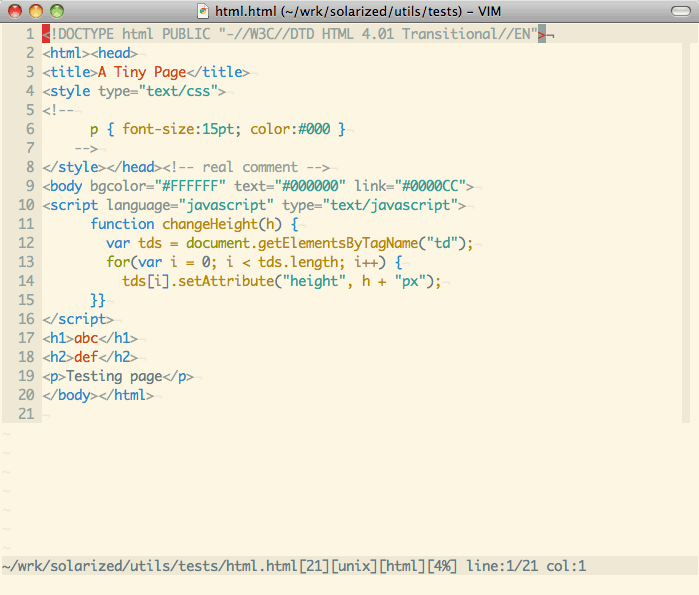 html.html (~/wrk/solarized/utils/tests) – VIM
1 <!DOCTYPE html PUBLIC "-//W3C//DTD HTML 4.01 Transitional//EN">¬
2 <html><head>¬
3 <title>A Tiny Page</title>¬
4 <style type="text/css">¬
5 <!--¬
6       p { font-size:15pt; color:#000 }¬
7     -->¬
8 </style></head><!-- real comment -->¬
9 <body bgcolor="#FFFFFF" text="#000000" link="#0000CC">¬
10 <script language="javascript" type="text/javascript">¬
11       function changeHeight(h) {¬
12         var tds = document.getElementsByTagName("td");¬
13         for(var i = 0; i < tds.length; i++) {¬
14           tds[i].setAttribute("height", h + "px");¬
15       }}¬
16 </script>¬
17 <h1>abc</h1>¬
18 <h2>def</h2>¬
19 <p>Testing page</p>¬
20 </body></html>¬
21 ¬
~
~
~
~
~
~
~
~/wrk/solarized/utils/tests/html.html[21][unix][html][4%] line:1/21 col:1